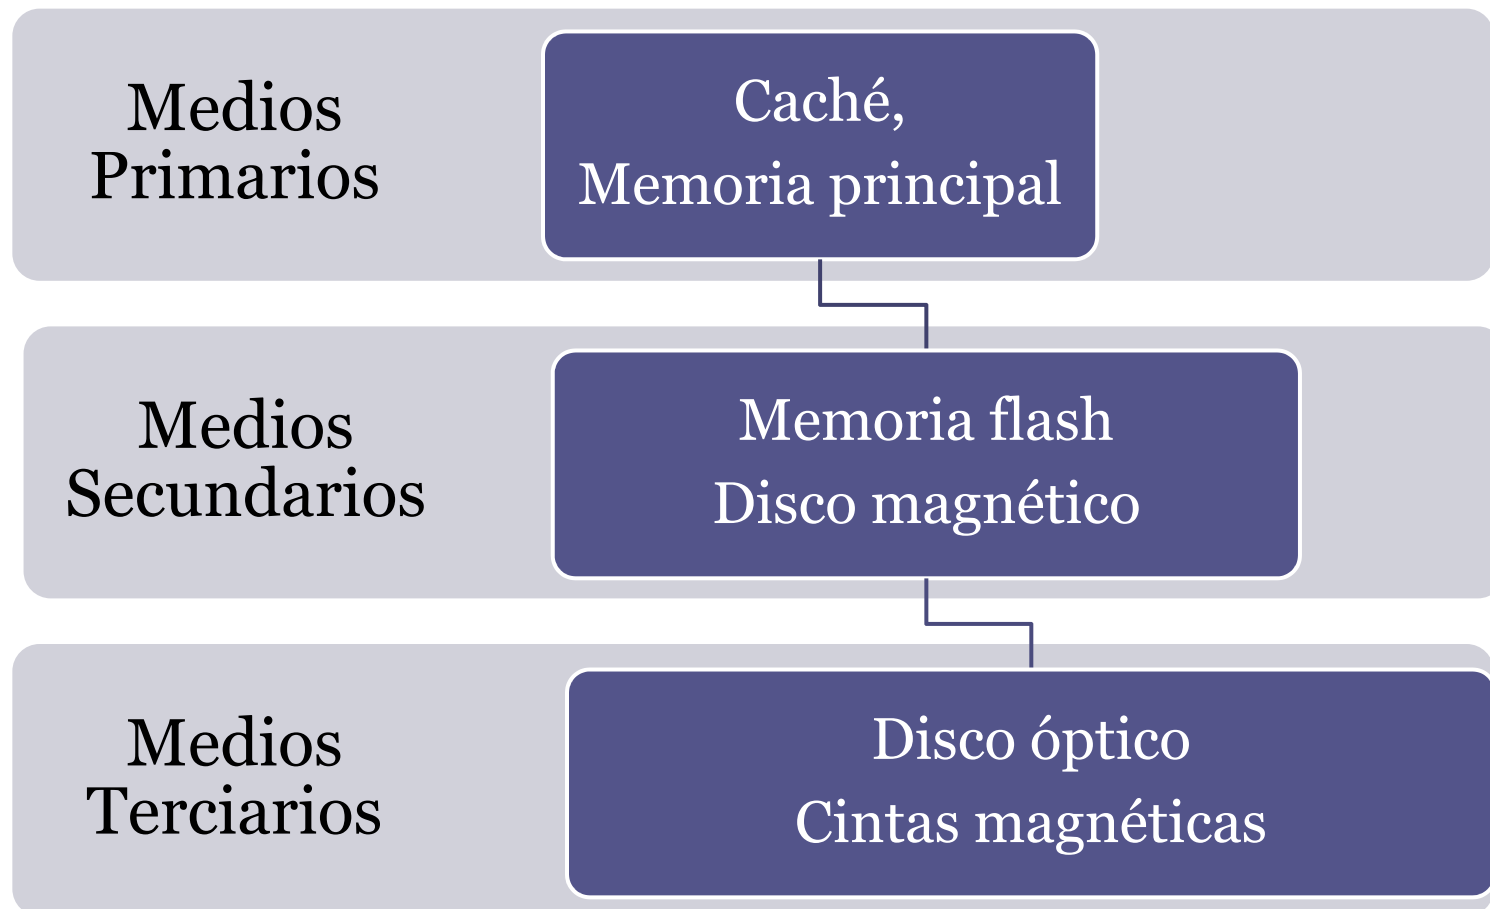 Medios
Primarios
Caché,
Memoria principal
Medios
Secundarios
Memoria flash
Disco magnético
Medios
Terciarios
Disco óptico
Cintas magnéticas